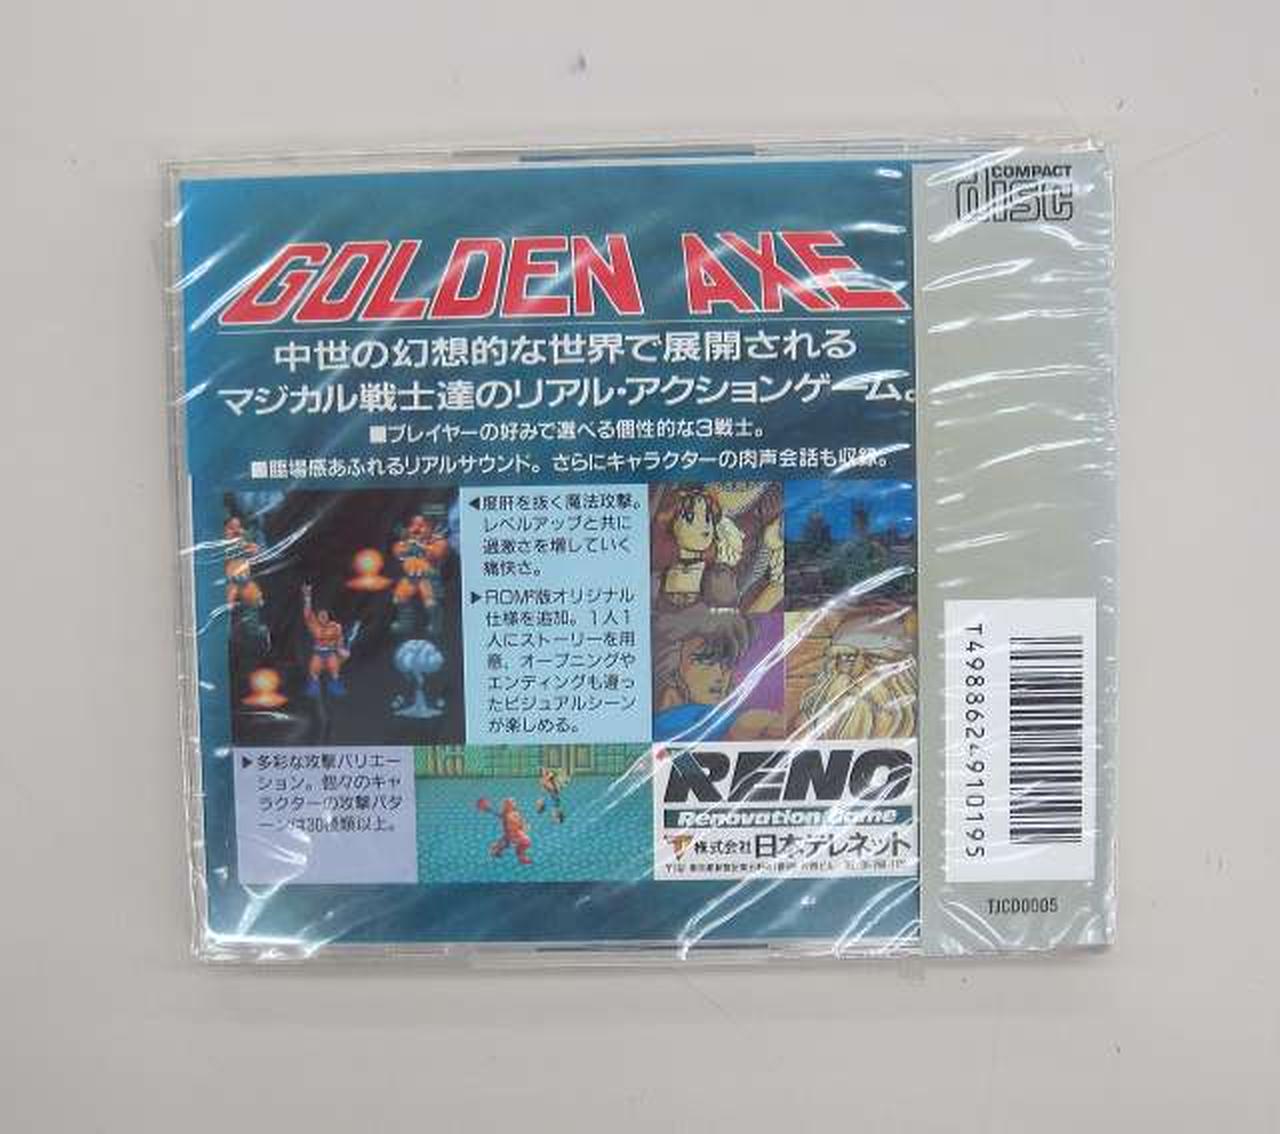 COMPACT
disc
GOLDEN AXE
中世の幻想的な世界で展開される
マジカル戦士達のリアル・アクションゲーム。
■プレイヤーの好みで選べる個性的な3戦士。
■臨場感あふれるリアルサウンド。さらにキャラクターの肉声会話も収録。
◀度肝を抜く魔法攻撃。
レベルアップと共に
過激さを増していく
痛快さ。
▶ROM²版オリジナル
仕様を追加。1人1
人にストーリーを用
意、オープニングや
エンディングも違っ
たビジュアルシーン
が楽しめる。
▶多彩な攻撃バリエー
ション。個々のキャ
ラクターの攻撃パタ
ーンは30種類以上。
RENO
Renovation Game
株式会社日本テレネット
T4988624910195
TJCD0005